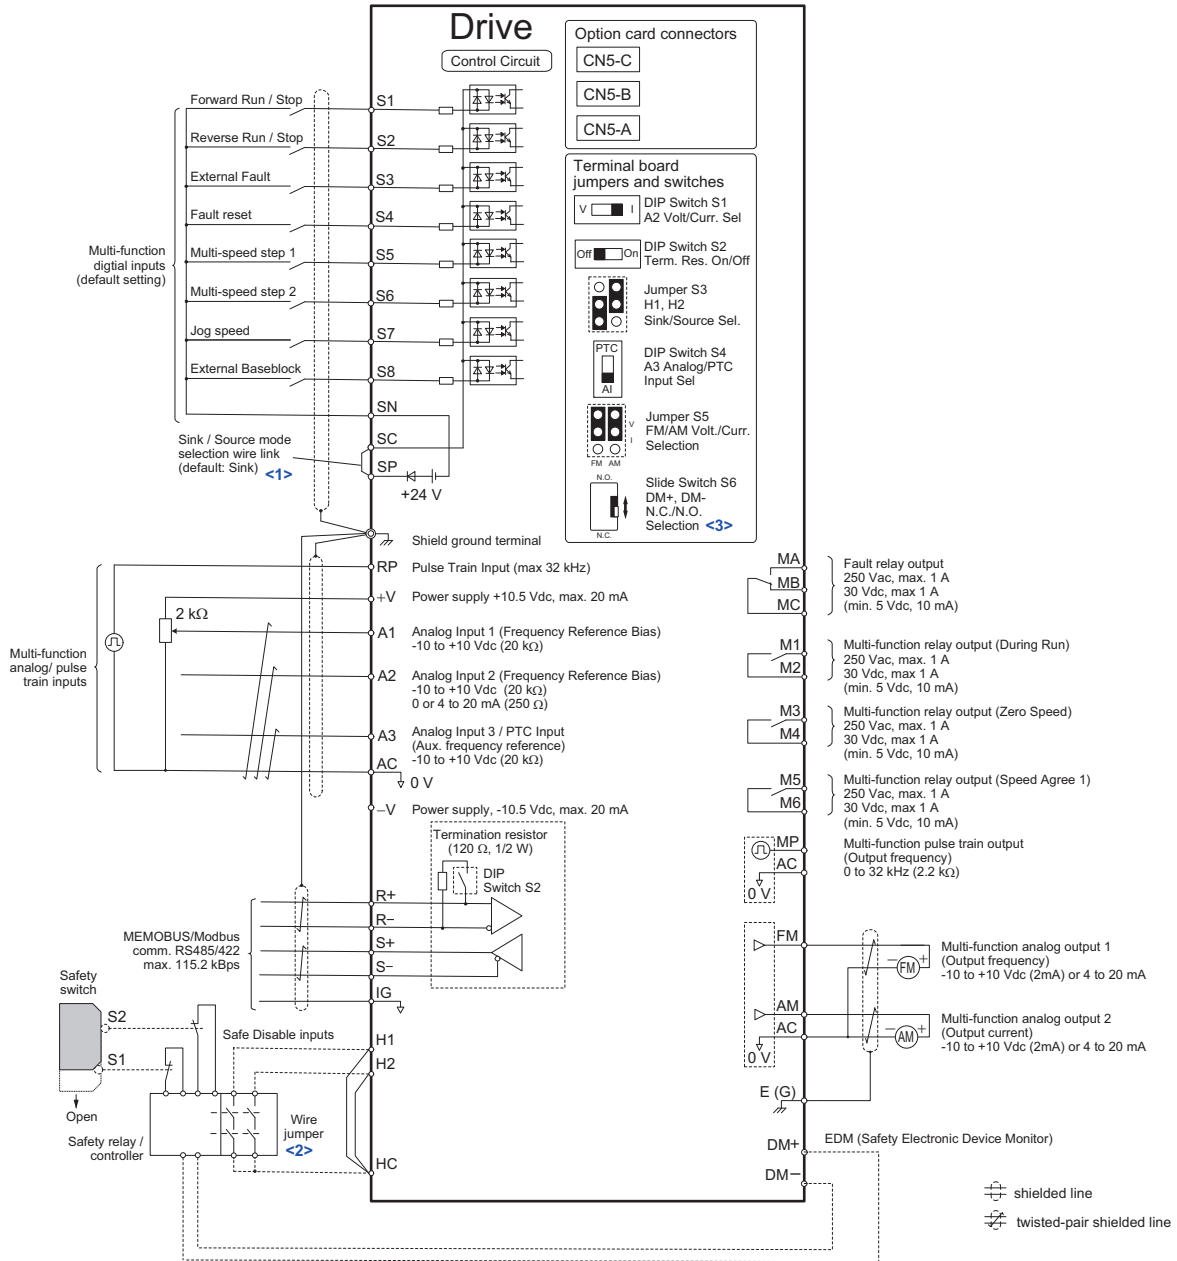 Drive
Control Circuit
Option card connectors
CN5-C
CN5-B
CN5-A
Terminal board
jumpers and switches
V
I
DIP Switch S1
A2 Volt/Curr. Sel
Off
On
DIP Switch S2
Term. Res. On/Off
Jumper S3
H1, H2
Sink/Source Sel.
PTC
AI
DIP Switch S4
A3 Analog/PTC
Input Sel
V
I
FM AM
Jumper S5
FM/AM Volt./Curr.
Selection
N.O.
N.C.
Slide Switch S6
DM+, DM-
N.C./N.O.
Selection <3>
Multi-function
digtial inputs
(default setting)
Forward Run / Stop
S1
Reverse Run / Stop
S2
External Fault
S3
Fault reset
S4
Multi-speed step 1
S5
Multi-speed step 2
S6
Jog speed
S7
External Baseblock
S8
SN
SC
SP
+24 V
Sink / Source mode
selection wire link
(default: Sink) <1>
Shield ground terminal
Multi-function
analog/ pulse
train inputs
2 kΩ
RP
Pulse Train Input (max 32 kHz)
+V
Power supply +10.5 Vdc, max. 20 mA
A1
Analog Input 1 (Frequency Reference Bias)
-10 to +10 Vdc (20 kΩ)
A2
Analog Input 2 (Frequency Reference Bias)
-10 to +10 Vdc (20 kΩ)
0 or 4 to 20 mA (250 Ω)
A3
Analog Input 3 / PTC Input
(Aux. frequency reference)
-10 to +10 Vdc (20 kΩ)
AC
0 V
−V
Power supply, -10.5 Vdc, max. 20 mA
Termination resistor
(120 Ω, 1/2 W)
DIP
Switch S2
MEMOBUS/Modbus
comm. RS485/422
max. 115.2 kBps
R+
R−
S+
S−
IG
Safety
switch
S2
S1
Open
Safety relay /
controller
Safe Disable inputs
Wire
jumper
<2>
H1
H2
HC
MA
MB
MC
Fault relay output
250 Vac, max. 1 A
30 Vdc, max 1 A
(min. 5 Vdc, 10 mA)
M1
M2
Multi-function relay output (During Run)
250 Vac, max. 1 A
30 Vdc, max 1 A
(min. 5 Vdc, 10 mA)
M3
M4
Multi-function relay output (Zero Speed)
250 Vac, max. 1 A
30 Vdc, max 1 A
(min. 5 Vdc, 10 mA)
M5
M6
Multi-function relay output (Speed Agree 1)
250 Vac, max. 1 A
30 Vdc, max 1 A
(min. 5 Vdc, 10 mA)
MP
AC
0 V
Multi-function pulse train output
(Output frequency)
0 to 32 kHz (2.2 kΩ)
FM
− FM +
Multi-function analog output 1
(Output frequency)
-10 to +10 Vdc (2mA) or 4 to 20 mA
AM
AC
0 V
− AM +
Multi-function analog output 2
(Output current)
-10 to +10 Vdc (2mA) or 4 to 20 mA
E (G)
DM+
DM−
EDM (Safety Electronic Device Monitor)
shielded line
twisted-pair shielded line